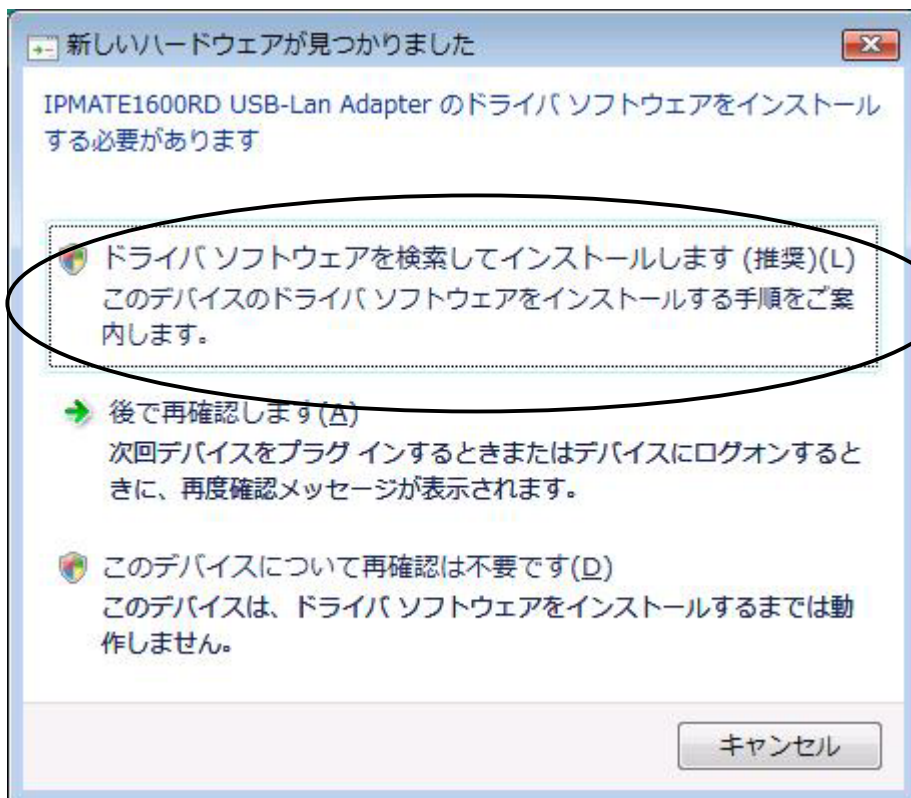 新しいハードウェアが見つかりました
IPMATE1600RD USB-Lan Adapter のドライバ ソフトウェアをインストール
する必要があります
ドライバ ソフトウェアを検索してインストールします (推奨)(L)
このデバイスのドライバ ソフトウェアをインストールする手順をご案
内します。
後で再確認します(A)
次回デバイスをプラグ インするときまたはデバイスにログオンすると
きに、再度確認メッセージが表示されます。
このデバイスについて再確認は不要です(D)
このデバイスは、ドライバ ソフトウェアをインストールするまでは動
作しません。
キャンセル